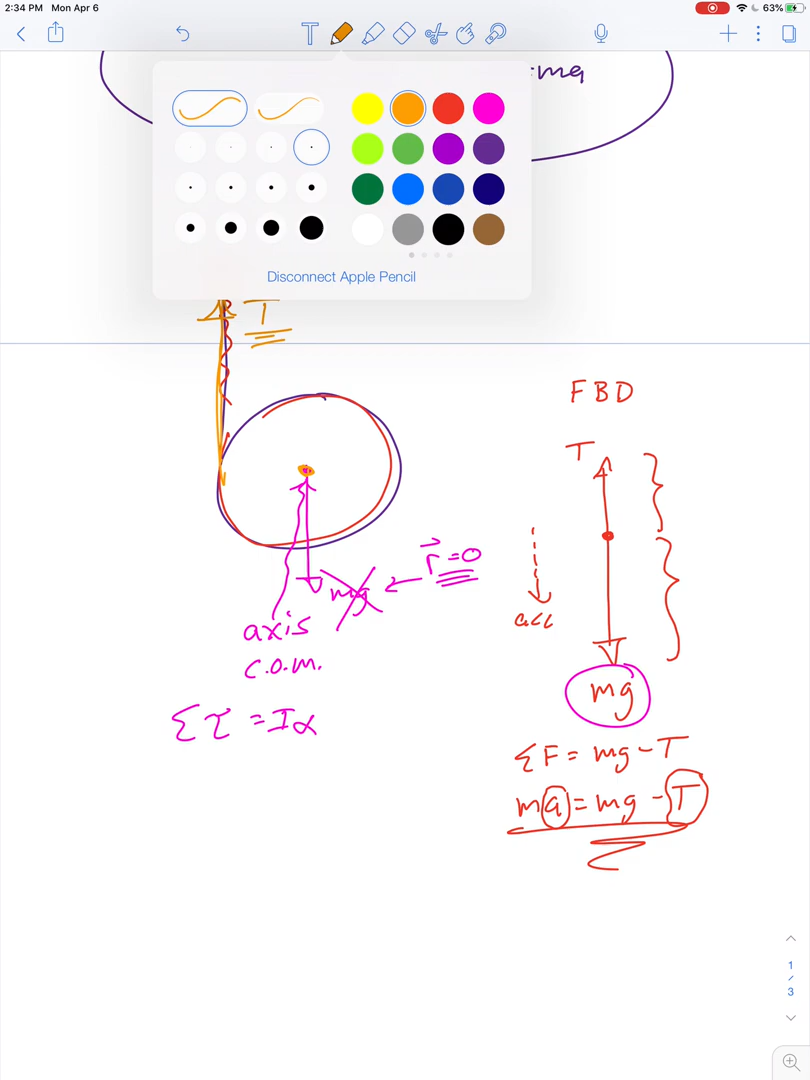 2:34 PM Mon Apr 6
63%
T
=ma
Disconnect Apple Pencil
T
FBD
T
r = 0
mg
acc
axis
c.o.m.
mg
Στ = Iα
ΣF = mg - T
ma = mg - T
1
/
3